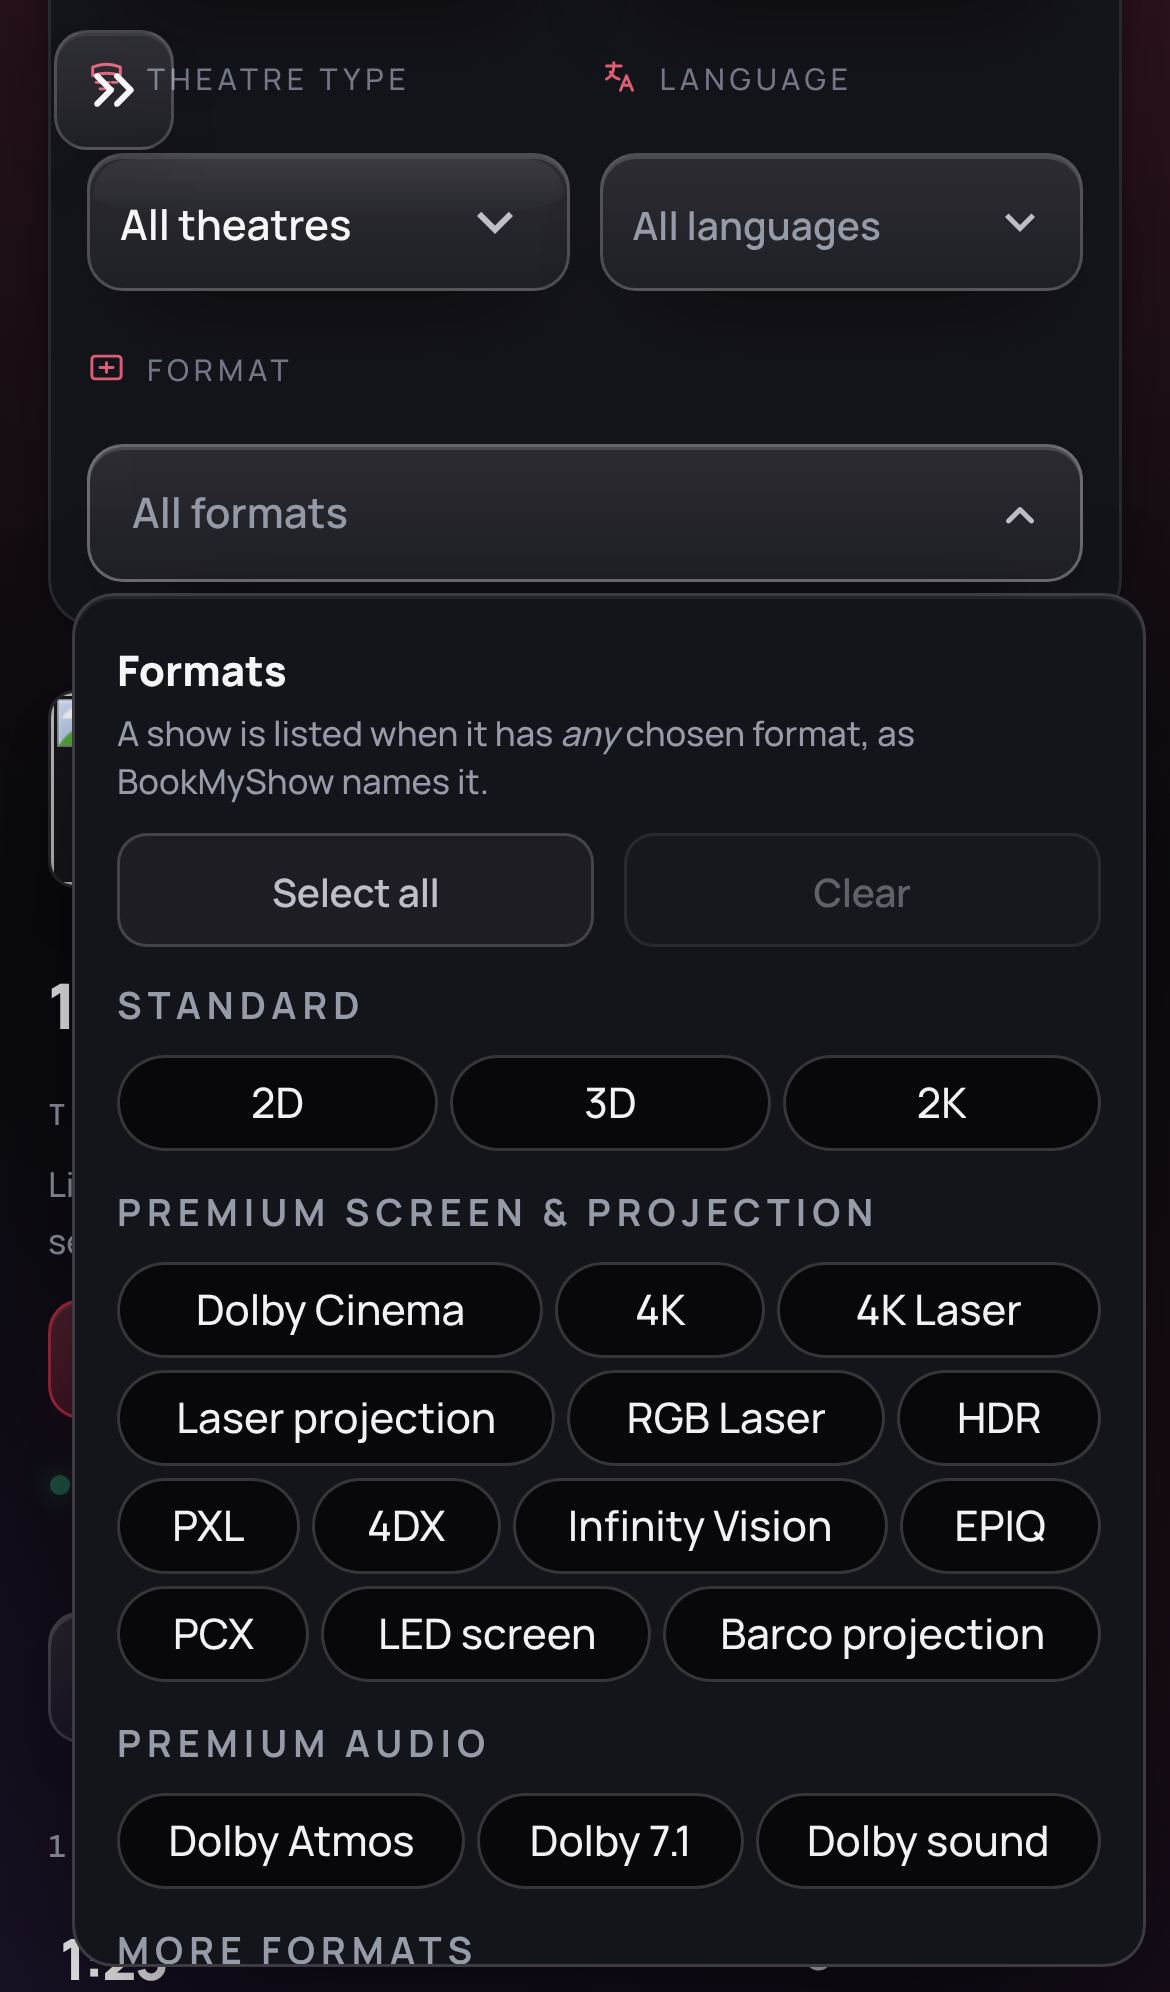 THEATRE TYPE
LANGUAGE
All theatres
All languages
FORMAT
All formats
Formats
A show is listed when it has any chosen format, as
BookMyShow names it.
Select all
Clear
STANDARD
2D
3D
2K
PREMIUM SCREEN & PROJECTION
Dolby Cinema
4K
4K Laser
Laser projection
RGB Laser
HDR
PXL
4DX
Infinity Vision
EPIQ
PCX
LED screen
Barco projection
PREMIUM AUDIO
Dolby Atmos
Dolby 7.1
Dolby sound
MORE FORMATS